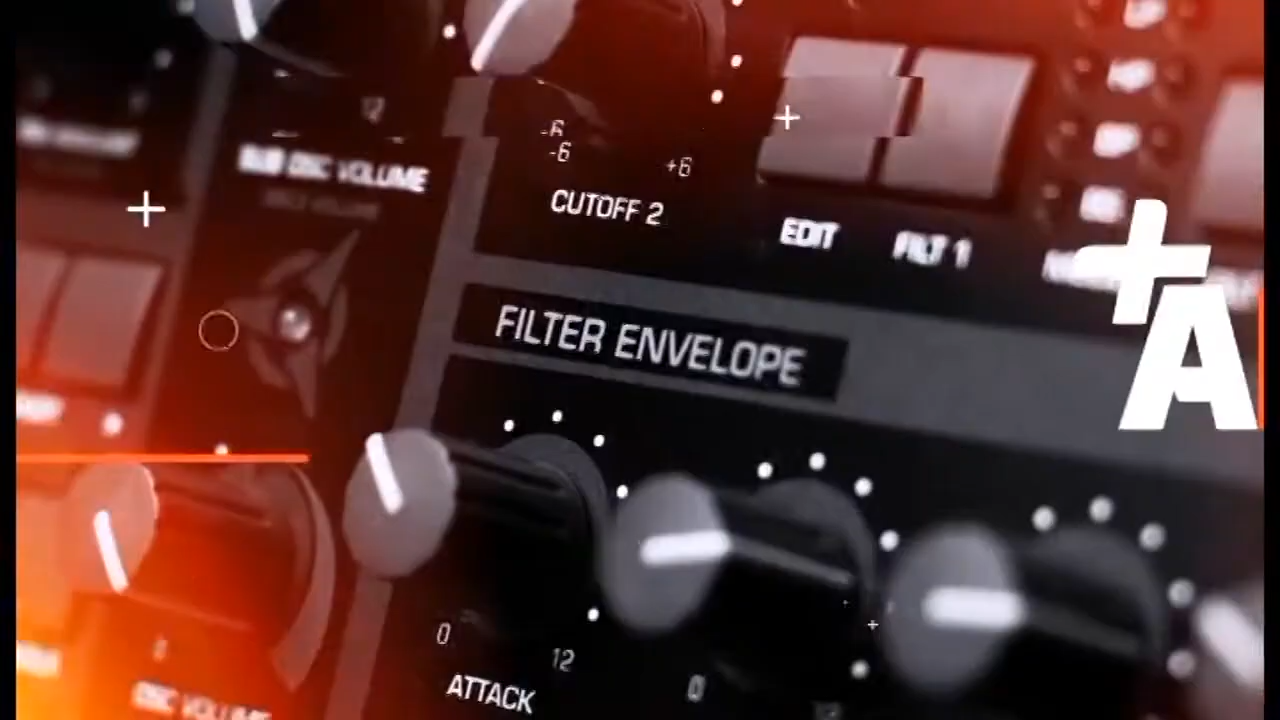 12
-6
-6
+6
SUB OSC VOLUME
CUTOFF 2
EDIT
FILT 1
+A
FILTER ENVELOPE
0
12
0
ATTACK
OSC VOLUME